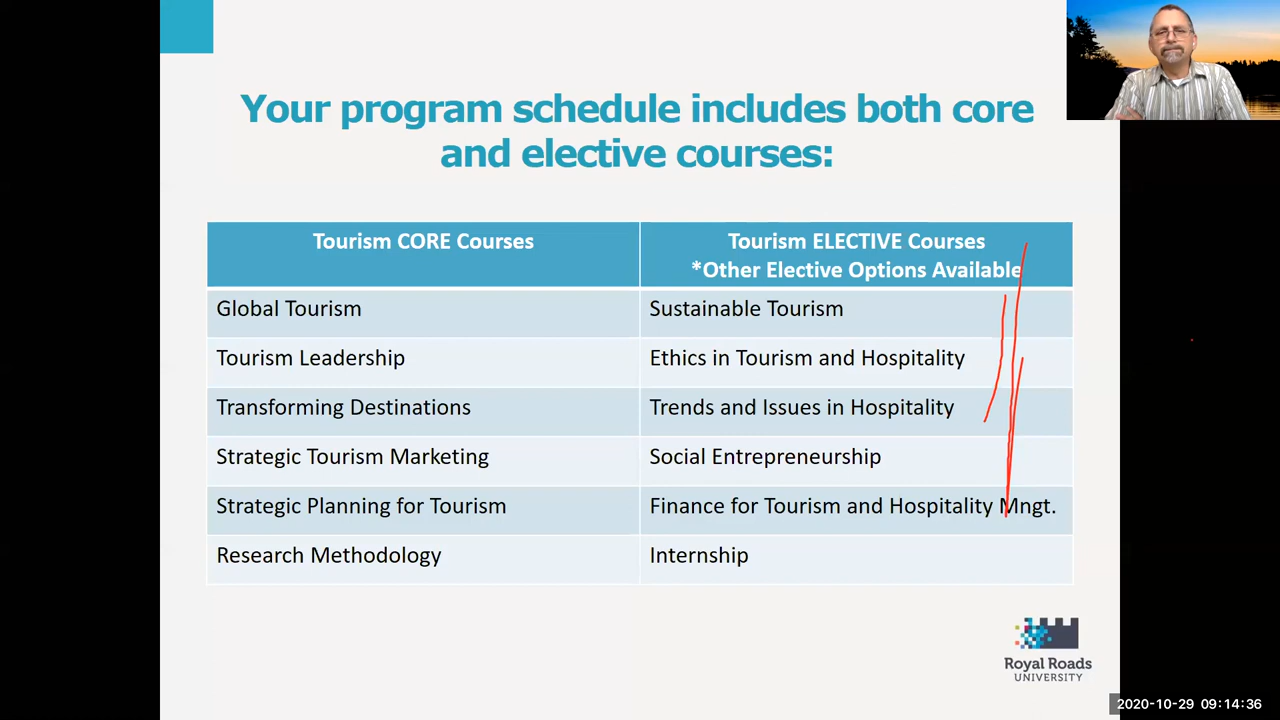 Your program schedule includes both core
and elective courses:
Tourism CORE Courses
Tourism ELECTIVE Courses
*Other Elective Options Available
Global Tourism
Sustainable Tourism
Tourism Leadership
Ethics in Tourism and Hospitality
Transforming Destinations
Trends and Issues in Hospitality
Strategic Tourism Marketing
Social Entrepreneurship
Strategic Planning for Tourism
Finance for Tourism and Hospitality Mngt.
Research Methodology
Internship
Royal Roads
UNIVERSITY
2020-10-29 09:14:36